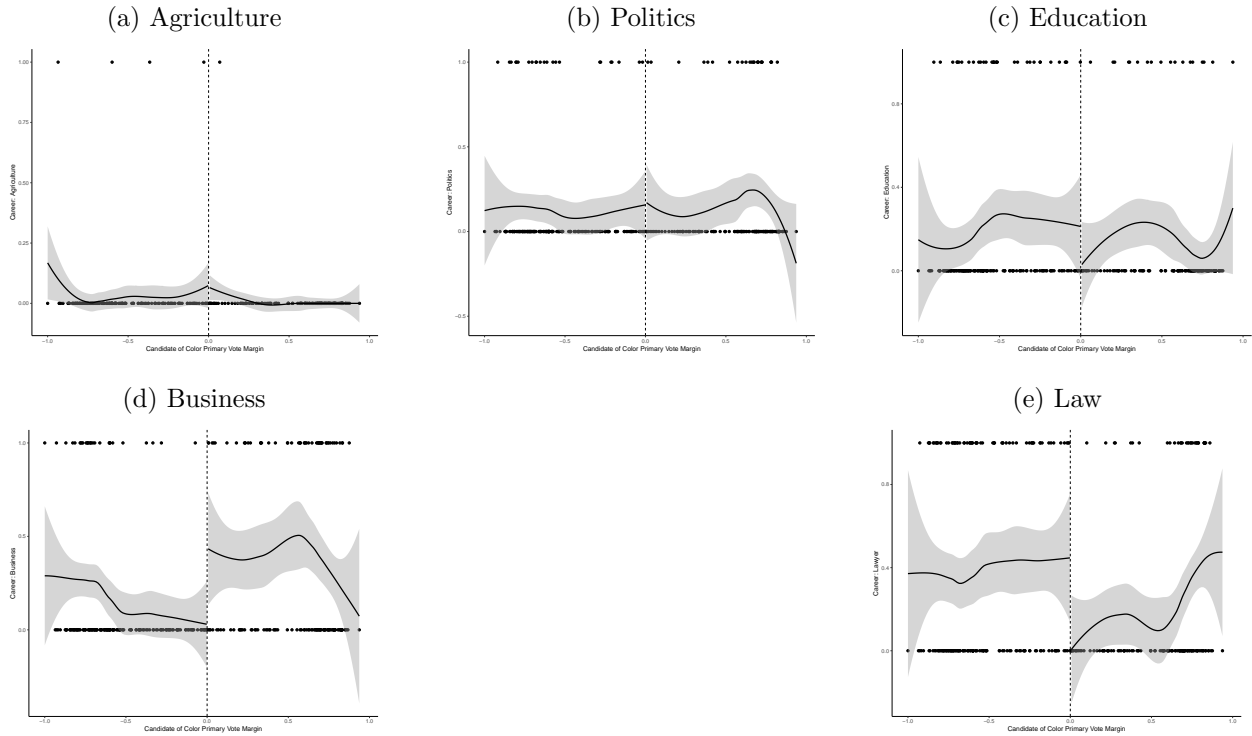 (a) Agriculture
1.00
0.75
0.50
0.25
0.00
Career: Agriculture
−1.0 −0.5 0.0 0.5 1.0
Candidate of Color Primary Vote Margin
(b) Politics
1.0
0.5
0.0
−0.5
Career: Politics
−1.0 −0.5 0.0 0.5 1.0
Candidate of Color Primary Vote Margin
(c) Education
0.8
0.4
0.0
Career: Education
−1.0 −0.5 0.0 0.5 1.0
Candidate of Color Primary Vote Margin
(d) Business
1.0
0.5
0.0
Career: Business
−1.0 −0.5 0.0 0.5 1.0
Candidate of Color Primary Vote Margin
(e) Law
0.8
0.4
0.0
Career: Lawyer
−1.0 −0.5 0.0 0.5 1.0
Candidate of Color Primary Vote Margin